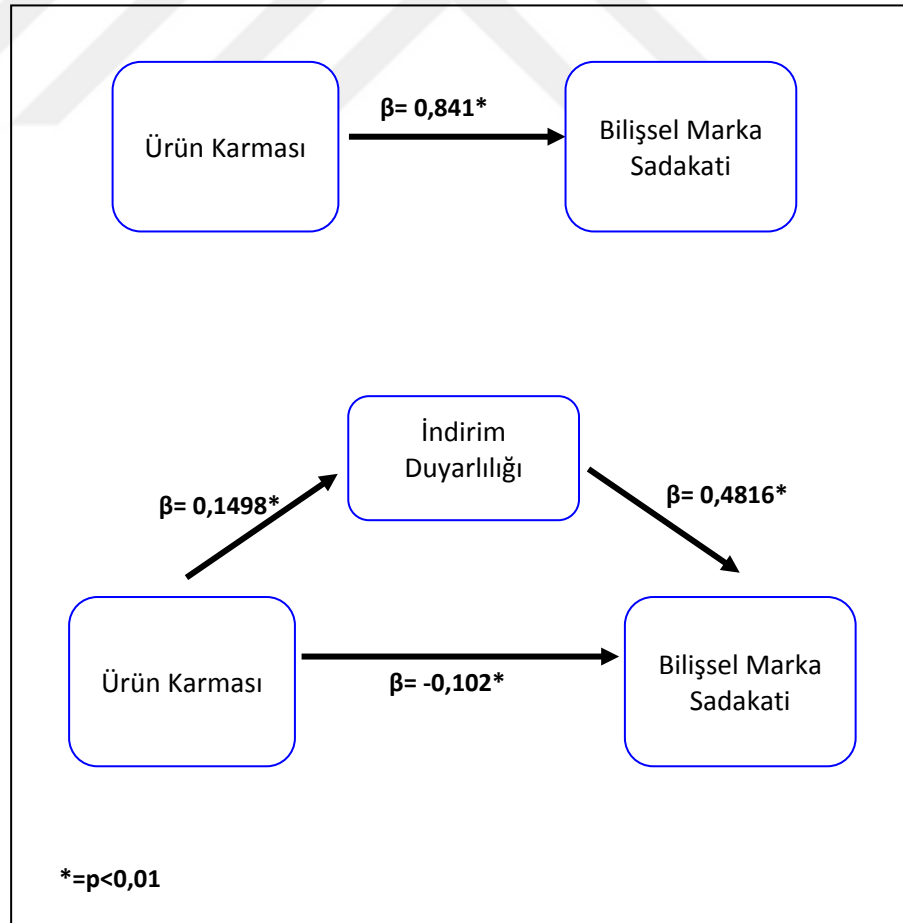 β= 0,841*
Ürün Karması
Bilişsel Marka
Sadakati
İndirim
Duyarlılığı
β= 0,1498*
β= 0,4816*
Ürün Karması
β= -0,102*
Bilişsel Marka
Sadakati
*=p<0,01